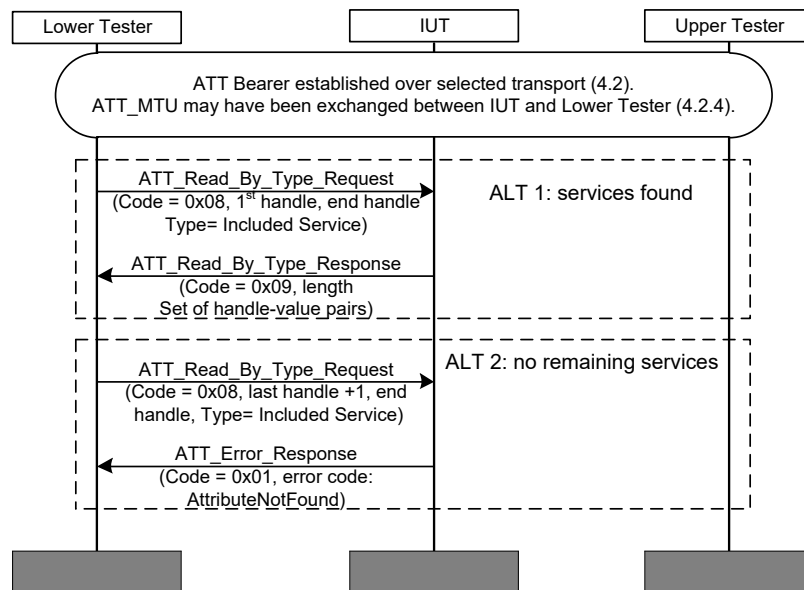 Lower Tester
IUT
Upper Tester
ATT Bearer established over selected transport (4.2).
ATT_MTU may have been exchanged between IUT and Lower Tester (4.2.4).
ATT_Read_By_Type_Request
(Code = 0x08, 1st handle, end handle
Type= Included Service)
ALT 1: services found
ATT_Read_By_Type_Response
(Code = 0x09, length
Set of handle-value pairs)
ATT_Read_By_Type_Request
(Code = 0x08, last handle +1, end
handle, Type= Included Service)
ALT 2: no remaining services
ATT_Error_Response
(Code = 0x01, error code:
AttributeNotFound)